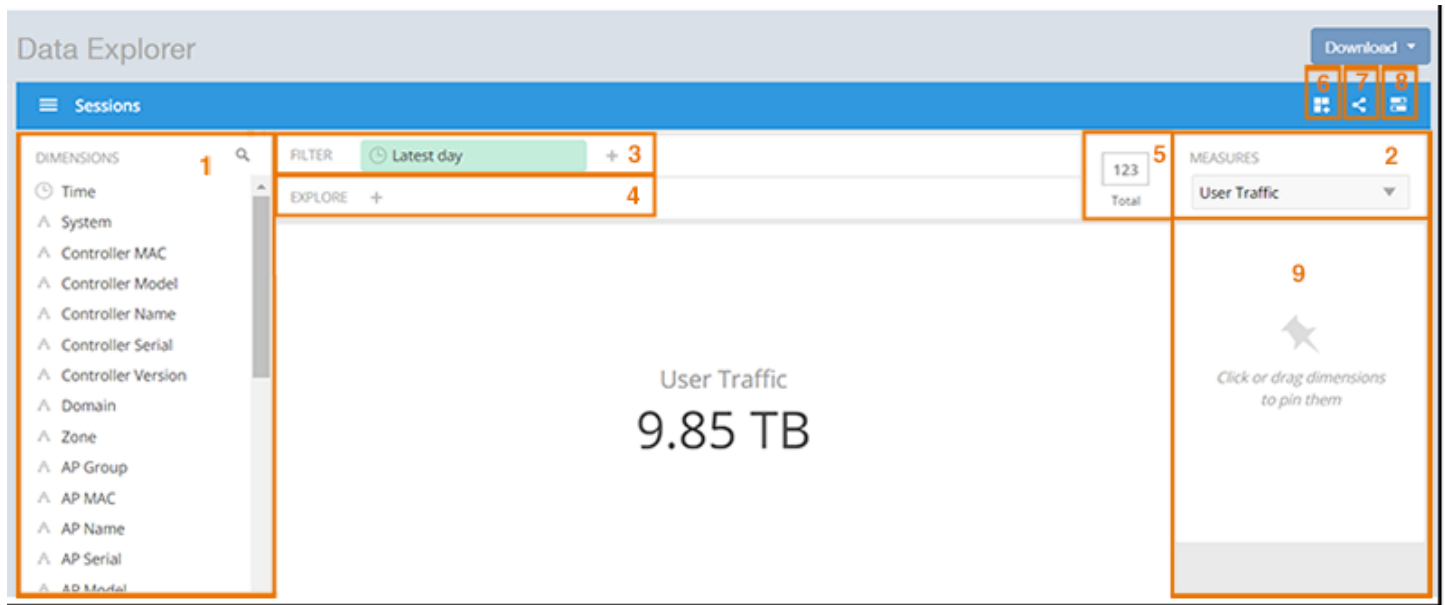 Data Explorer
Download
6 7 8
Sessions
DIMENSIONS 1
Time
System
Controller MAC
Controller Model
Controller Name
Controller Serial
Controller Version
Domain
Zone
AP Group
AP MAC
AP Name
AP Serial
AP Model
FILTER Latest day + 3
EXPLORE + 4
123 5
Total
MEASURES 2
User Traffic
User Traffic
9.85 TB
9
Click or drag dimensions
to pin them